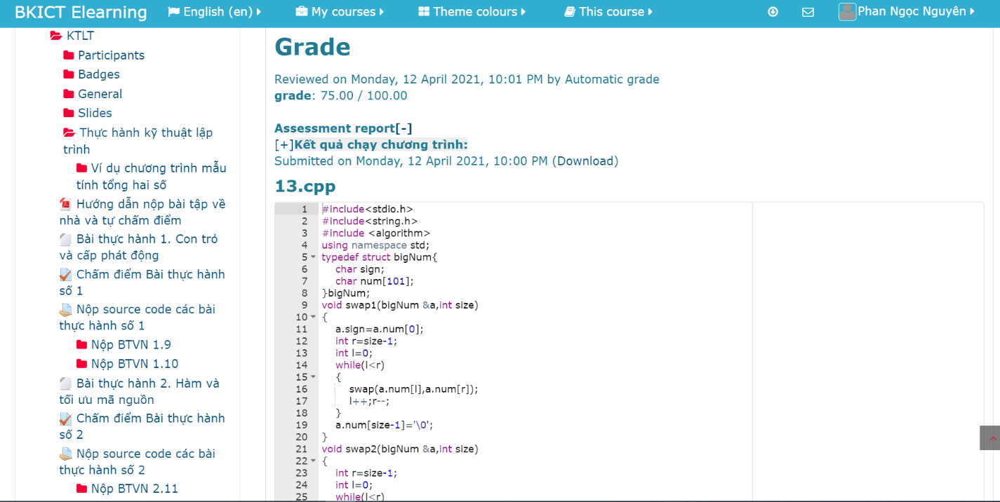 BKICT Elearning English (en) My courses Theme colours This course Phan Ngọc Nguyên
KTLT
Participants
Badges
General
Slides
Thực hành kỹ thuật lập
trình
Ví dụ chương trình mẫu
tính tổng hai số
Hướng dẫn nộp bài tập về
nhà và tự chấm điểm
Bài thực hành 1. Con trỏ
và cấp phát động
Chấm điểm Bài thực hành
số 1
Nộp source code các bài
thực hành số 1
Nộp BTVN 1.9
Nộp BTVN 1.10
Bài thực hành 2. Hàm và
tối ưu mã nguồn
Chấm điểm Bài thực hành
số 2
Nộp source code các bài
thực hành số 2
Nộp BTVN 2.11
Grade
Reviewed on Monday, 12 April 2021, 10:01 PM by Automatic grade
grade: 75.00 / 100.00
Assessment report[-]
[+]Kết quả chạy chương trình:
Submitted on Monday, 12 April 2021, 10:00 PM (Download)
13.cpp
1 #include<stdio.h>
2 #include<string.h>
3 #include <algorithm>
4 using namespace std;
5 typedef struct bigNum{
6 char sign;
7 char num[101];
8 }bigNum;
9 void swap1(bigNum &a,int size)
10 {
11 a.sign=a.num[0];
12 int r=size-1;
13 int l=0;
14 while(l<r)
15 {
16 swap(a.num[l],a.num[r]);
17 l++;r--;
18 }
19 a.num[size-1]='\0';
20 }
21 void swap2(bigNum &a,int size)
22 {
23 int r=size-1;
24 int l=0;
25 while(l<r)